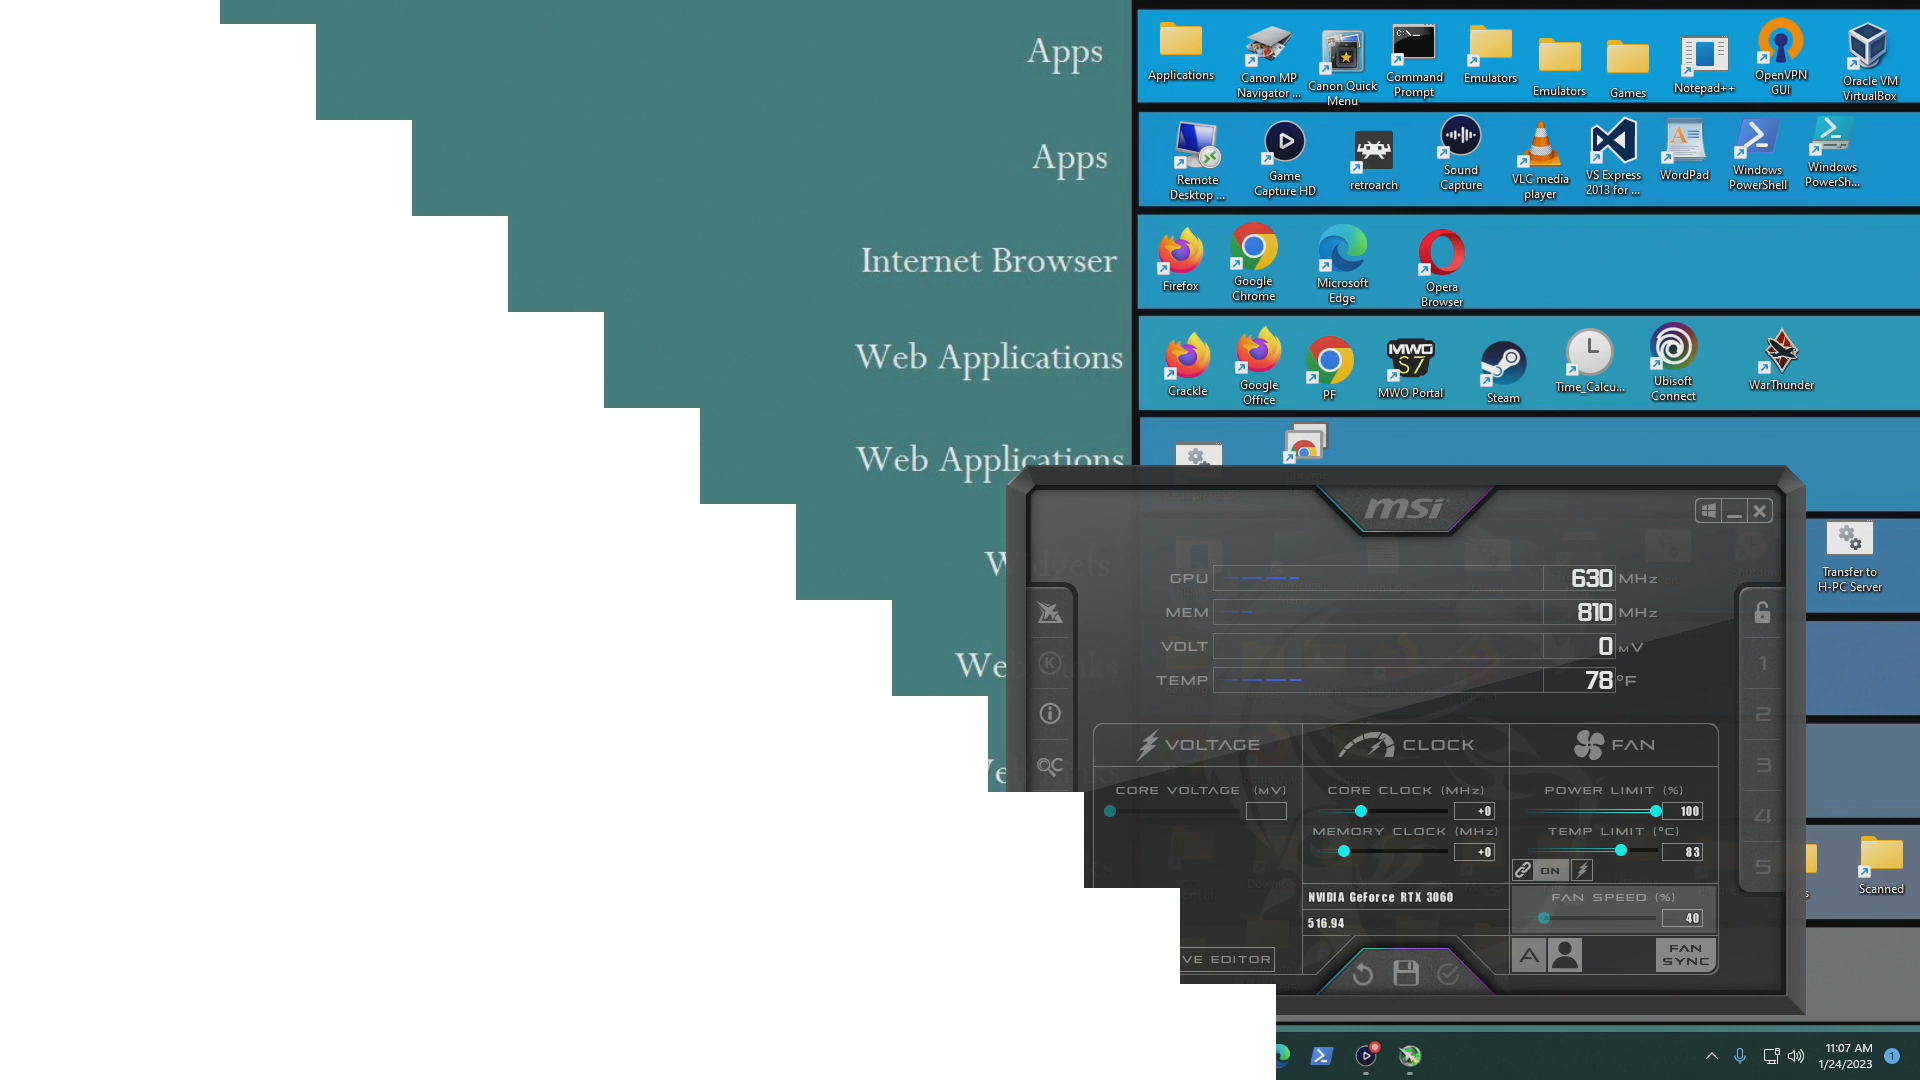 Apps
Applications
Canon MP
Navigator ...
Canon Quick
Menu
Command
Prompt
Emulators
Emulators
Games
Notepad++
OpenVPN
GUI
Oracle VM
VirtualBox
Apps
Remote
Desktop ...
Game
Capture HD
retroarch
Sound
Capture
VLC media
player
VS Express
2013 for ...
WordPad
Windows
PowerShell
Windows
PowerSh...
Internet Browser
Firefox
Google
Chrome
Microsoft
Edge
Opera
Browser
Web Applications
Crackle
Google
Office
PF
MWO
S7
MWO Portal
Steam
Time_Calcu...
Ubisoft
Connect
WarThunder
Web Applications
msi
Widgets
Transfer to
H-PC Server
GPU 630 MHz
MEM 810 MHz
VOLT 0 mV
TEMP 78 °F
K
1
2
3
4
5
VOLTAGE
CLOCK
FAN
CORE VOLTAGE (MV)
CORE CLOCK (MHz)
+0
MEMORY CLOCK (MHz)
+0
POWER LIMIT (%)
100
TEMP LIMIT (°C)
83
ON
NVIDIA GeForce RTX 3060
516.94
FAN SPEED (%)
40
A
FAN
SYNC
VE EDITOR
Scanned
11:07 AM
1/24/2023
1